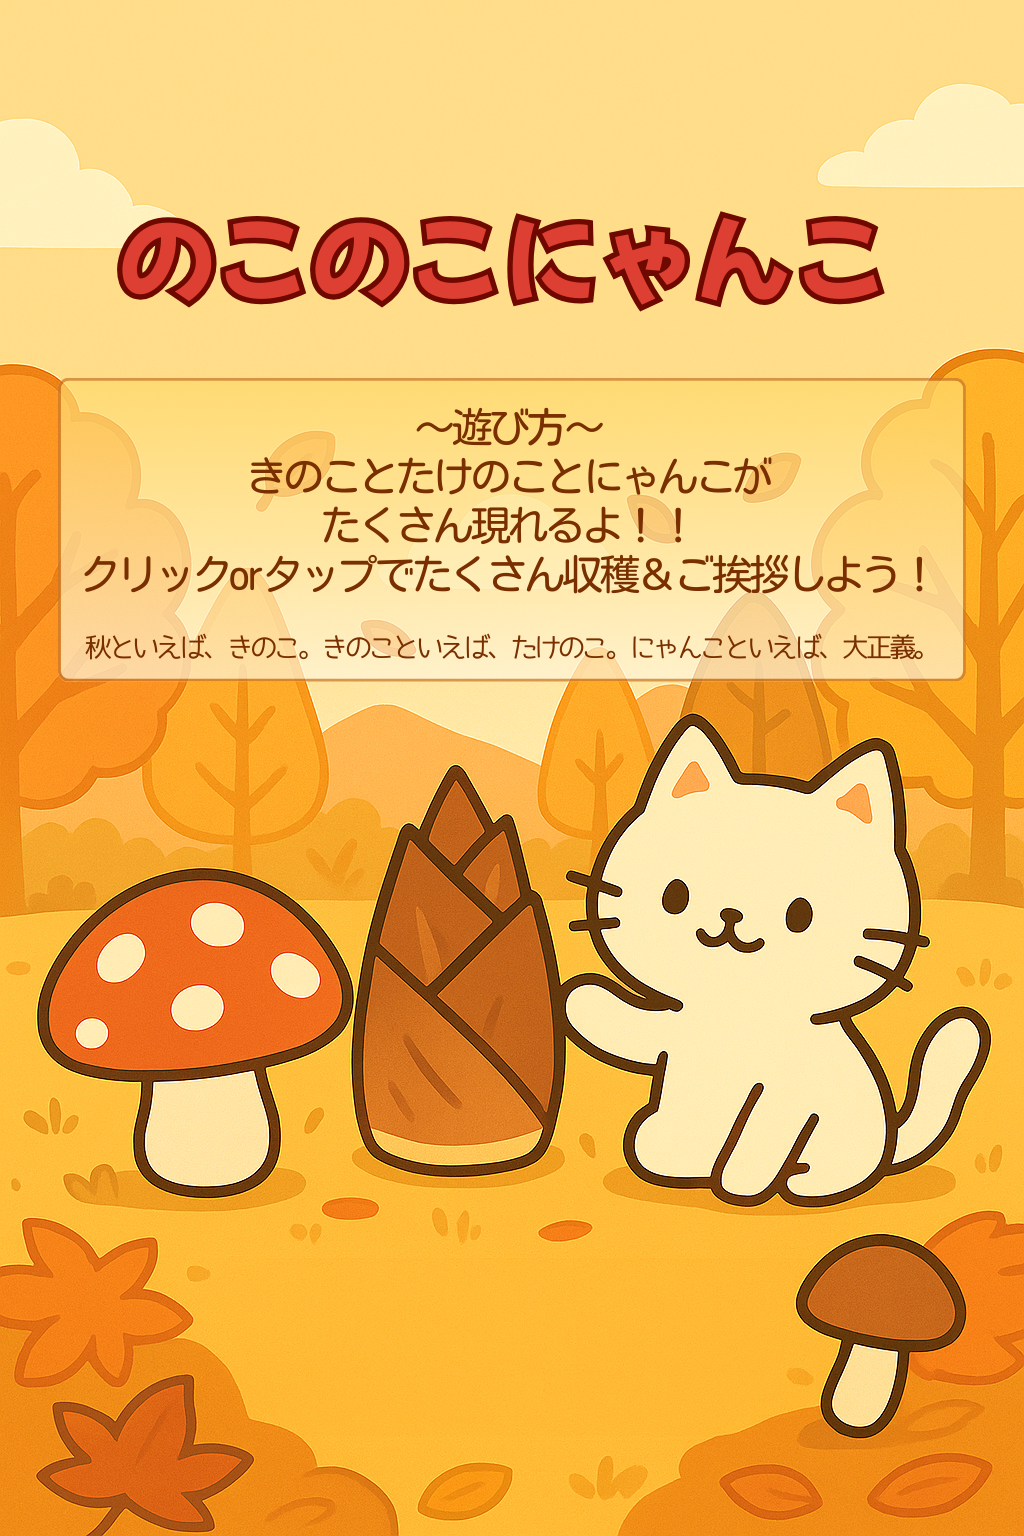 のこのこにゃんこ
～遊び方～
きのことたけのことにゃんこが
たくさん現れるよ！！
クリックorタップでたくさん収穫＆ご挨拶しよう！
秋といえば、きのこ。きのこといえば、たけのこ。にゃんこといえば、大正義。